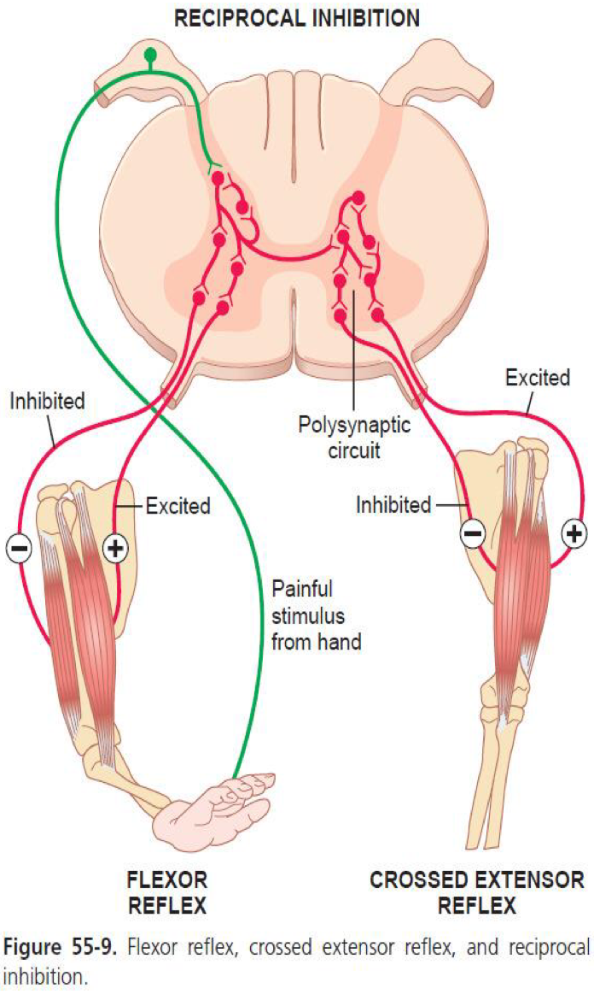 RECIPROCAL INHIBITION
Inhibited
Excited
Polysynaptic
circuit
Excited
Inhibited
−
+
−
+
Painful
stimulus
from hand
FLEXOR
REFLEX
CROSSED EXTENSOR
REFLEX
Figure 55-9. Flexor reflex, crossed extensor reflex, and reciprocal
inhibition.